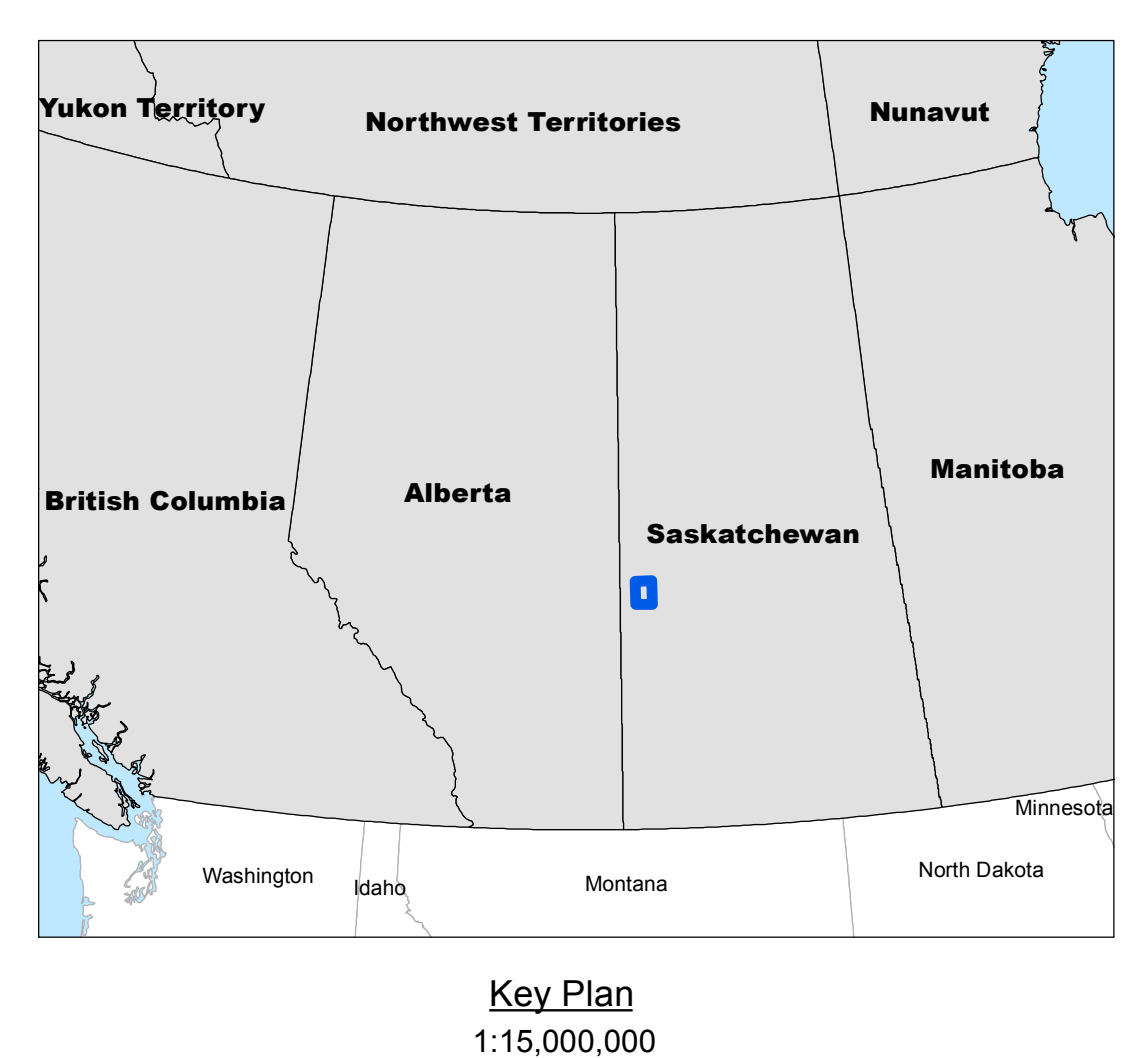 Yukon Territory
Northwest Territories
Nunavut
British Columbia
Alberta
Saskatchewan
Manitoba
Washington
Idaho
Montana
North Dakota
Minnesota
Key Plan
1:15,000,000